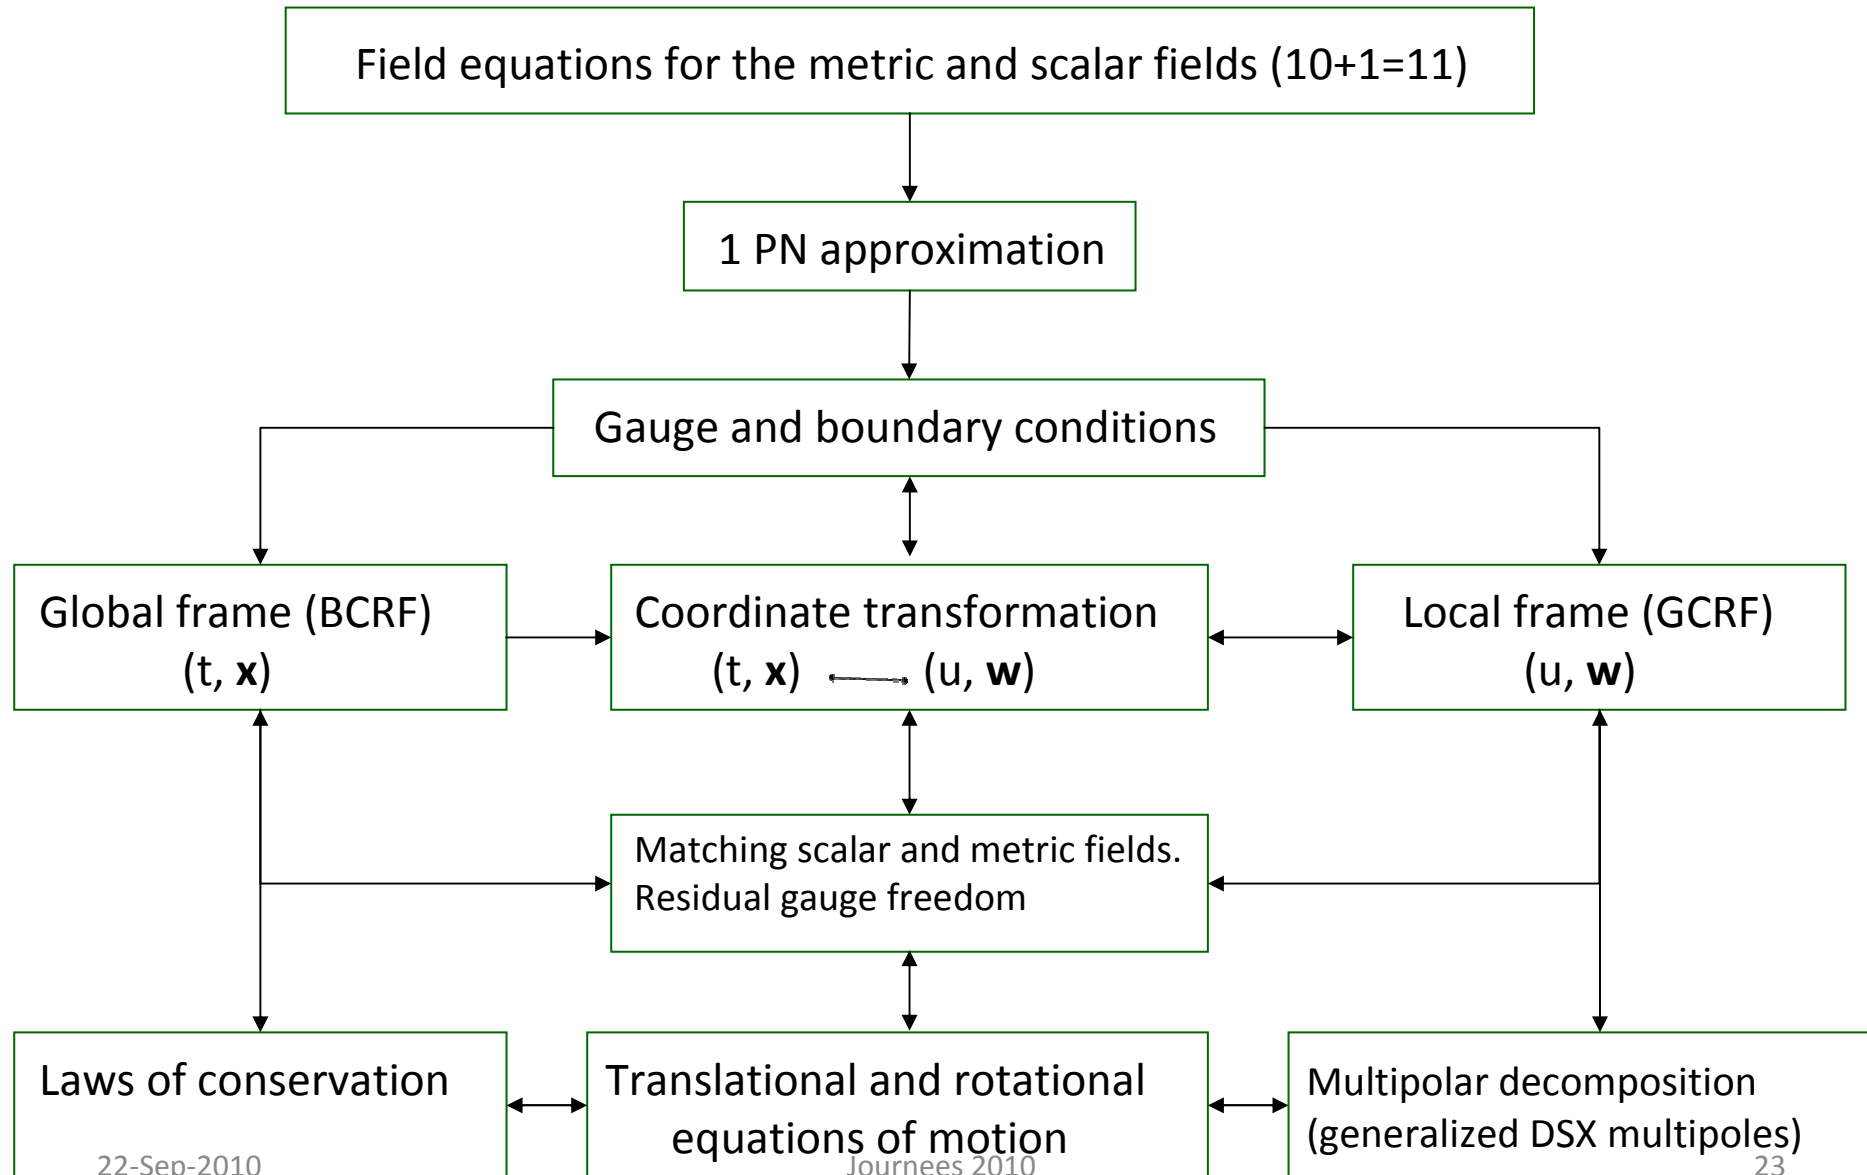 Field equations for the metric and scalar fields (10+1=11)
1 PN approximation
Gauge and boundary conditions
Global frame (BCRF)
(t, x)
Coordinate transformation
(t, x) (u, w)
Local frame (GCRF)
(u, w)
Matching scalar and metric fields.
Residual gauge freedom
Laws of conservation
Translational and rotational
equations of motion
Multipolar decomposition
(generalized DSX multipoles)
22-Sep-2010
Journees 2010
23